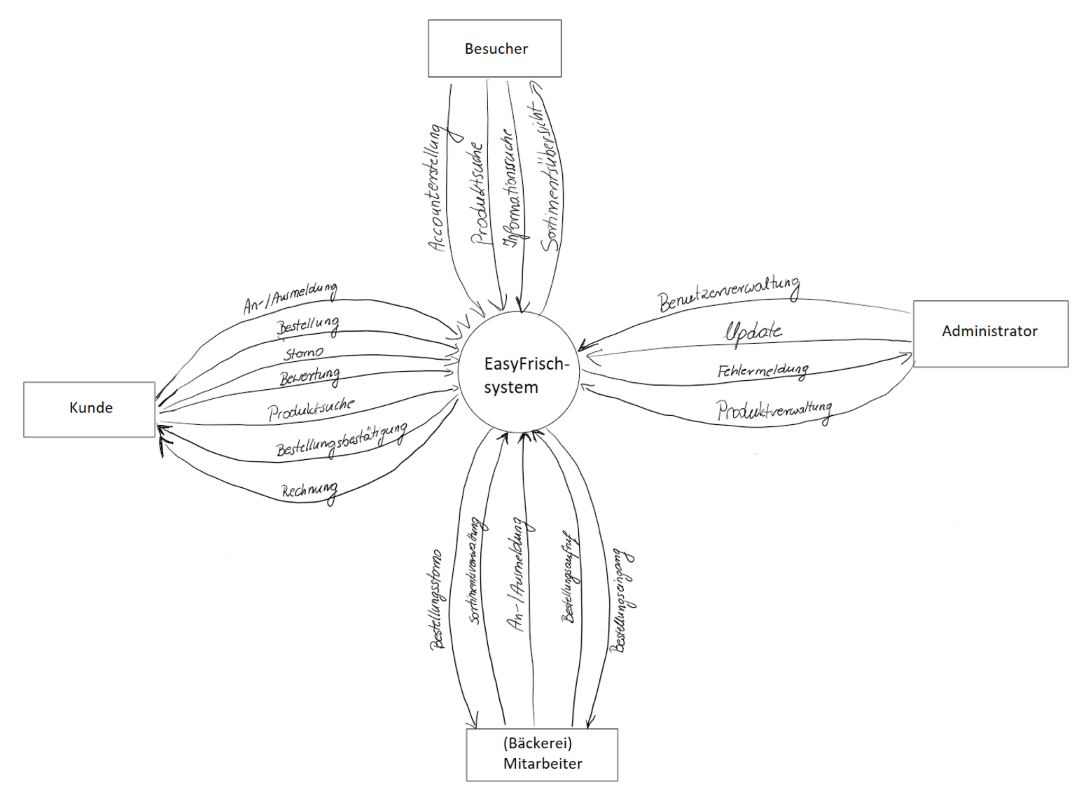 Besucher
Accounterstellung
Produktsuche
Informationssuche
Sortimentsübersicht
An-/Ausmeldung
Bestellung
Storno
Bewertung
Produktsuche
Bestellungsbestätigung
Rechnung
Kunde
EasyFrisch-
system
Benutzerverwaltung
Update
Fehlermeldung
Produktverwaltung
Administrator
Bestellungsstorno
Sortimentsverwaltung
An-/Ausmeldung
Bestellungsaufruf
Bestellungseingang
(Bäckerei)
Mitarbeiter